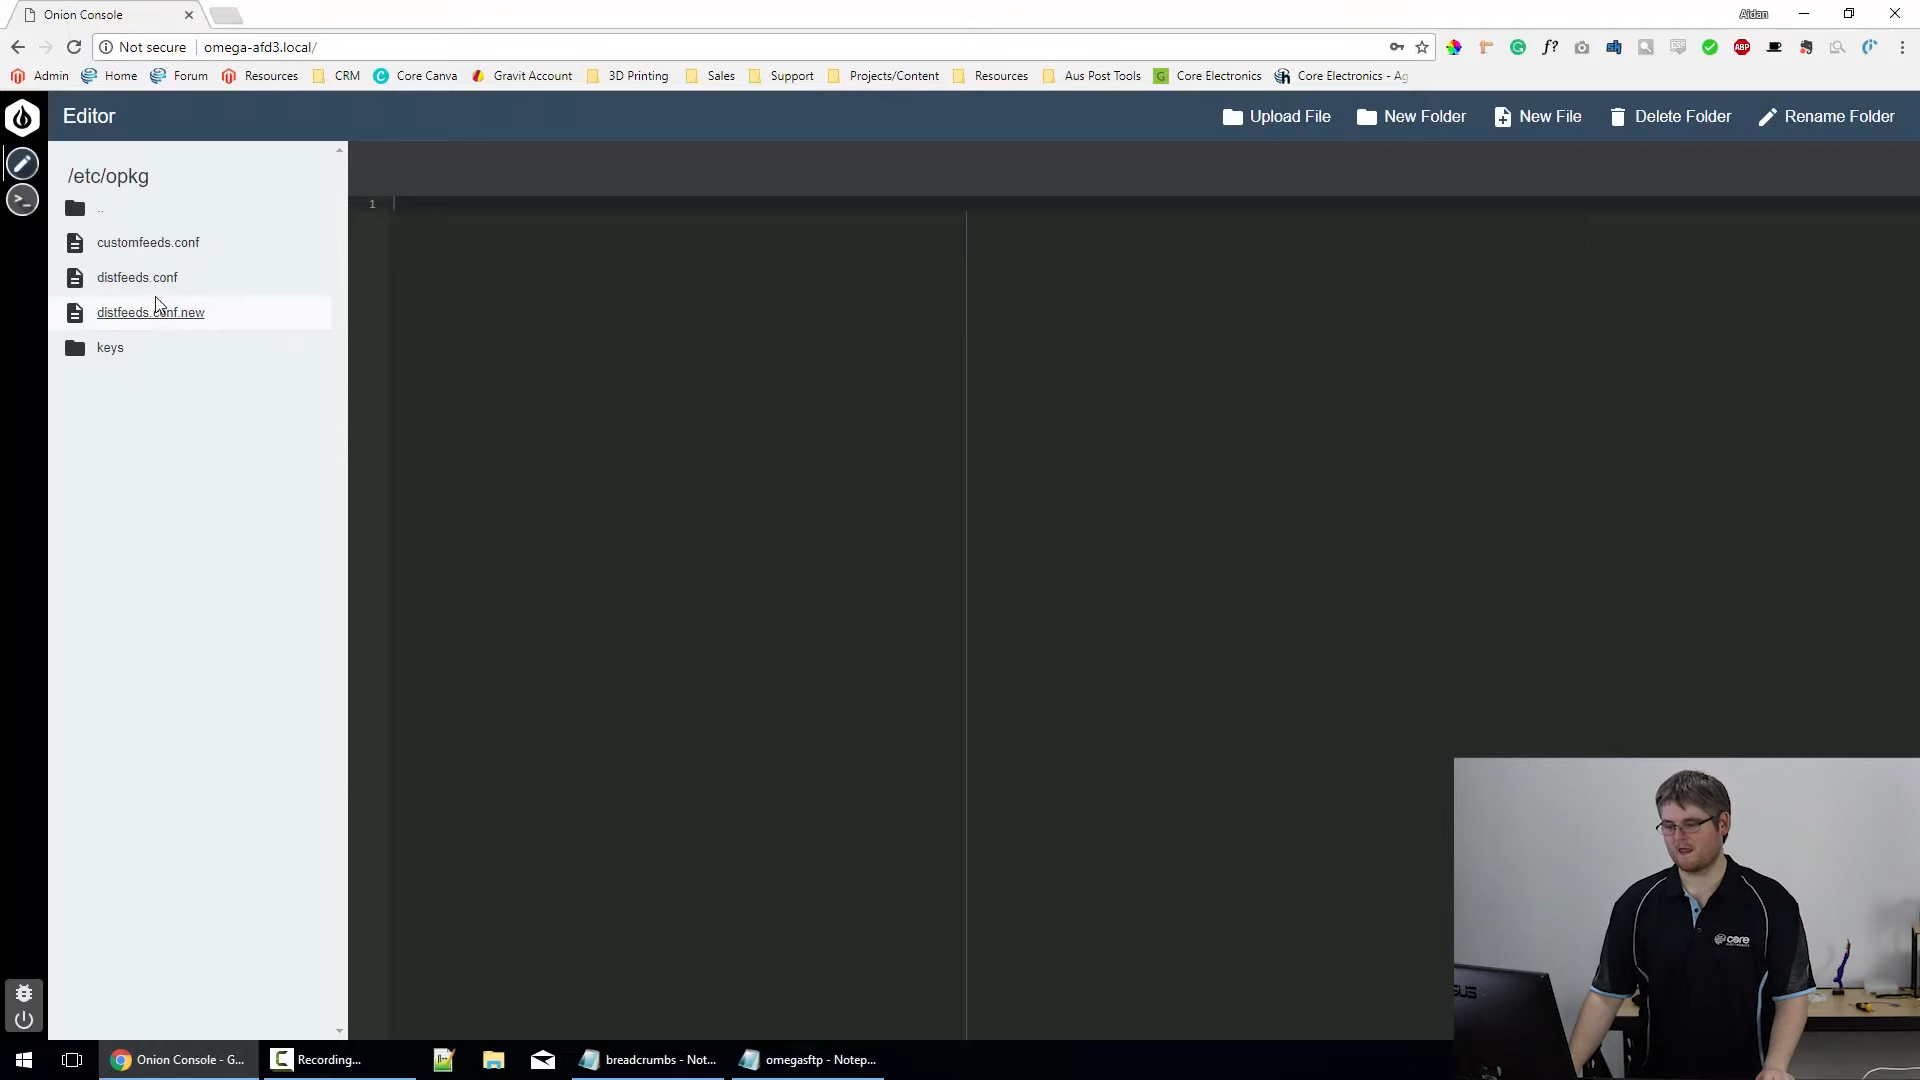 Onion Console
Aidan
Not secure omega-afd3.local/
Admin Home Forum Resources CRM Core Canva Gravit Account 3D Printing Sales Support Projects/Content Resources Aus Post Tools Core Electronics Core Electronics - Ag
Editor
Upload File New Folder New File Delete Folder Rename Folder
/etc/opkg
1
..
customfeeds.conf
distfeeds.conf
distfeeds.conf.new
keys
core
ELECTRONICS
Onion Console - G...
Recording...
breadcrumbs - Not...
omegasftp - Notep...